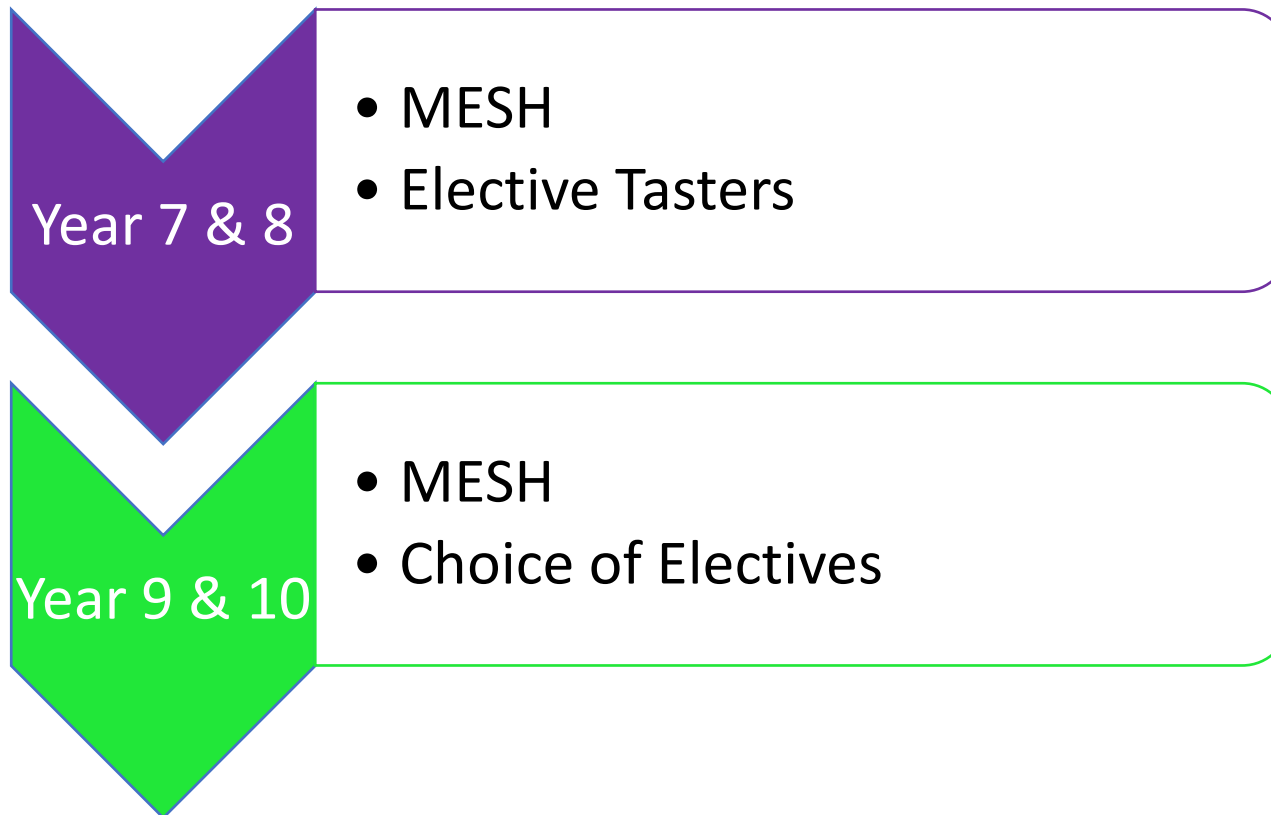 Year 7 & 8
• MESH
• Elective Tasters
Year 9 & 10
• MESH
• Choice of Electives